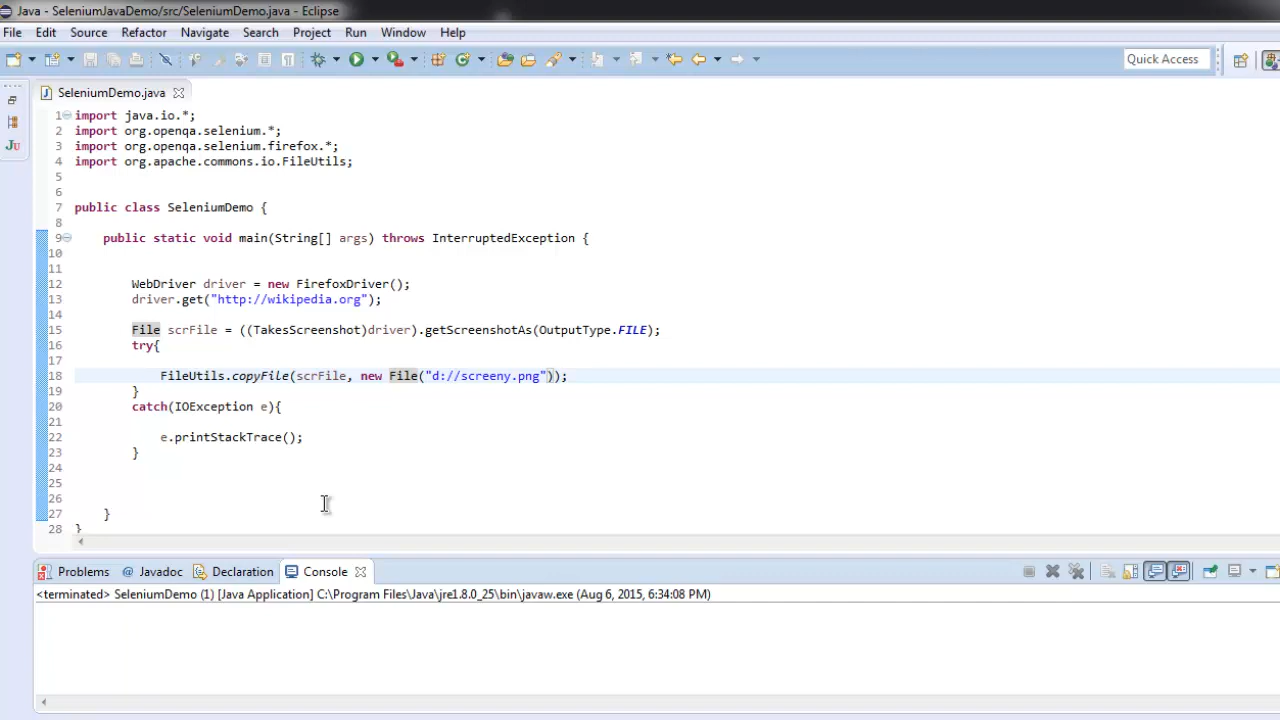 Java - SeleniumJavaDemo/src/SeleniumDemo.java - Eclipse
File Edit Source Refactor Navigate Search Project Run Window Help
Quick Access
SeleniumDemo.java
1 import java.io.*;
2 import org.openqa.selenium.*;
3 import org.openqa.selenium.firefox.*;
4 import org.apache.commons.io.FileUtils;
5
6
7 public class SeleniumDemo {
8
9 public static void main(String[] args) throws InterruptedException {
10
11
12 WebDriver driver = new FirefoxDriver();
13 driver.get("http://wikipedia.org");
14
15 File scrFile = ((TakesScreenshot)driver).getScreenshotAs(OutputType.FILE);
16 try{
17
18 FileUtils.copyFile(scrFile, new File("d://screeny.png"));
19 }
20 catch(IOException e){
21
22 e.printStackTrace();
23 }
24
25
26
27 }
28 }
Problems @ Javadoc Declaration Console
<terminated> SeleniumDemo (1) [Java Application] C:\Program Files\Java\jre1.8.0_25\bin\javaw.exe (Aug 6, 2015, 6:34:08 PM)